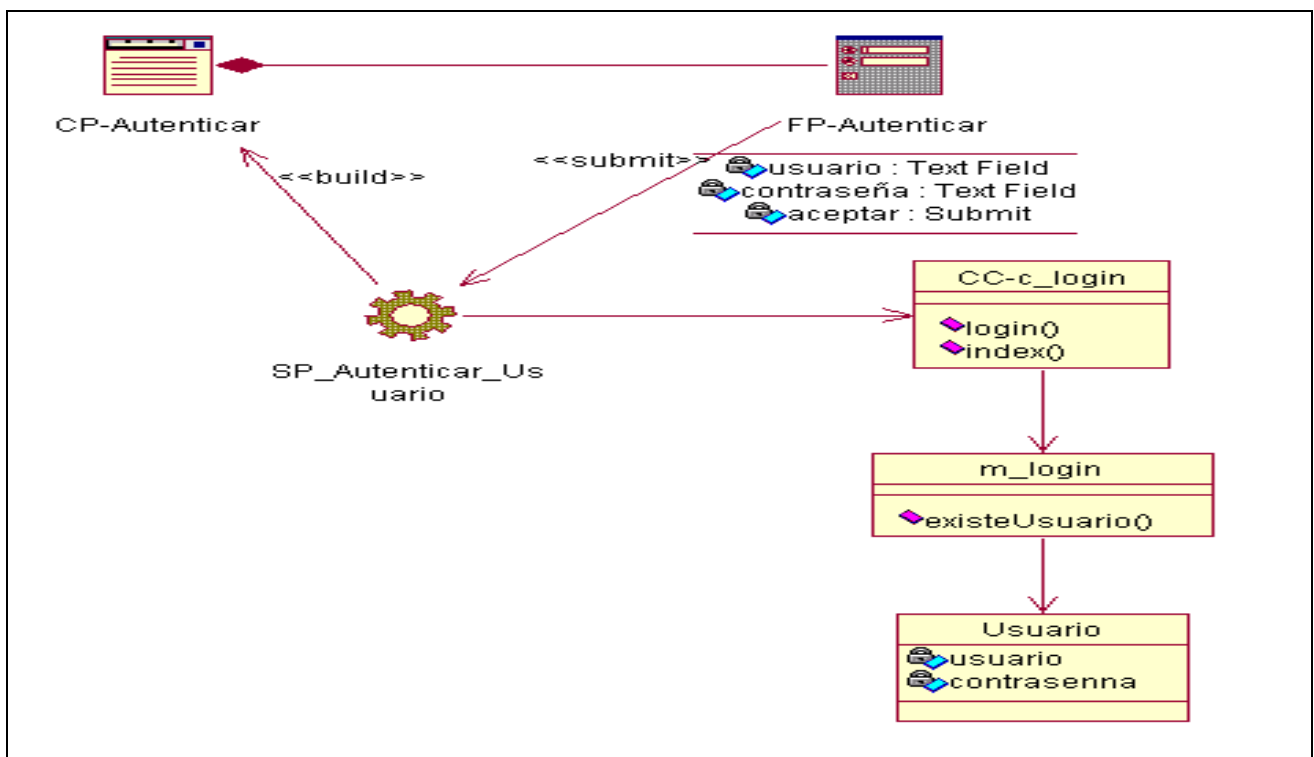 CP-Autenticar
FP-Autenticar
<<build>>
<<submit>>
usuario : Text Field
contraseña : Text Field
aceptar : Submit
SP_Autenticar_Us
uario
CC-c_login
login()
index()
m_login
existeUsuario()
Usuario
usuario
contrasenna